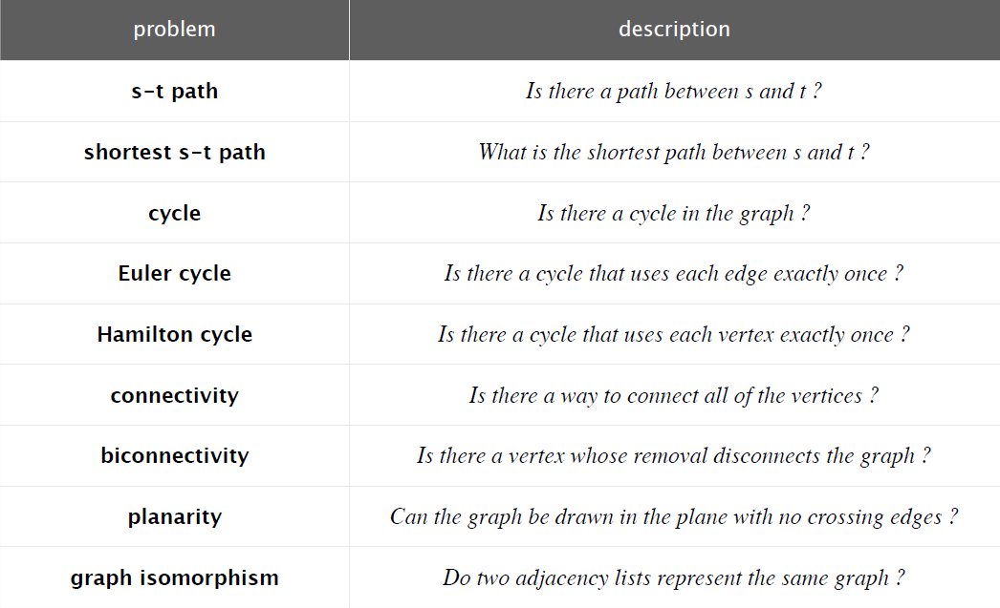 problem description
s-t path Is there a path between s and t ?
shortest s-t path What is the shortest path between s and t ?
cycle Is there a cycle in the graph ?
Euler cycle Is there a cycle that uses each edge exactly once ?
Hamilton cycle Is there a cycle that uses each vertex exactly once ?
connectivity Is there a way to connect all of the vertices ?
biconnectivity Is there a vertex whose removal disconnects the graph ?
planarity Can the graph be drawn in the plane with no crossing edges ?
graph isomorphism Do two adjacency lists represent the same graph ?